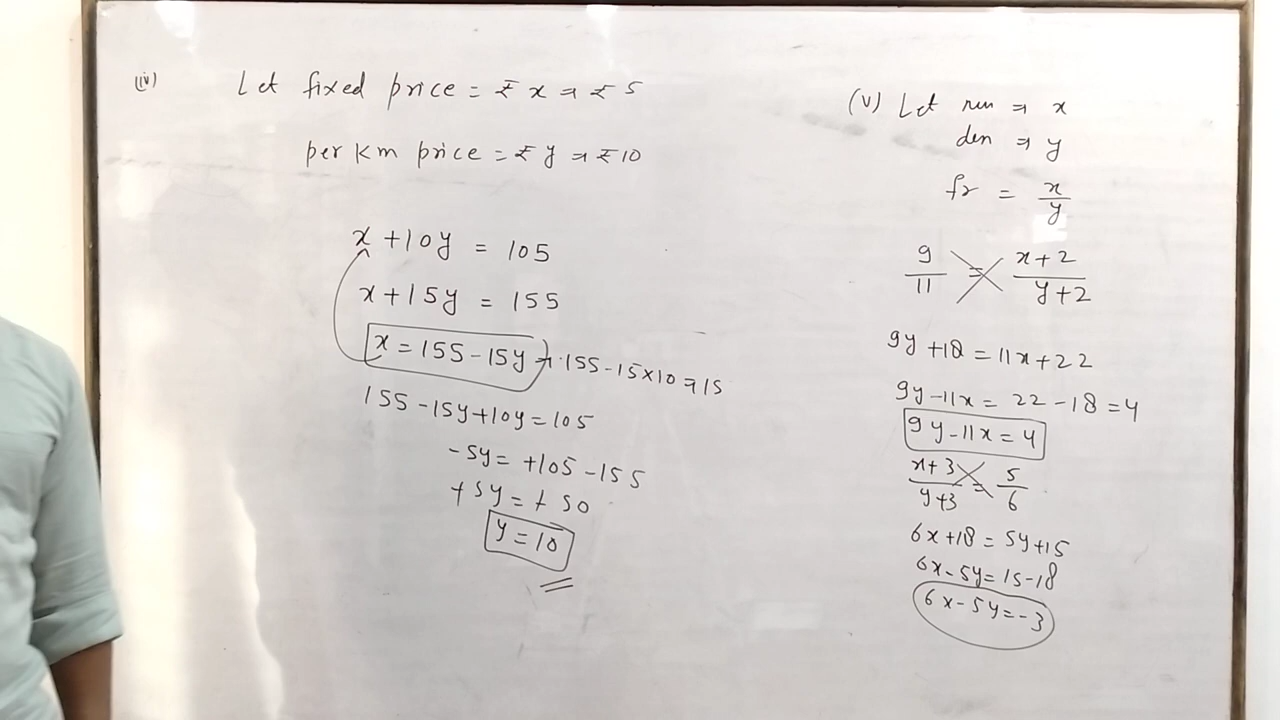 (iv) Let fixed price = ₹ x ⇒ ₹ 5
per Km price = ₹ y ⇒ ₹ 10
x + 10y = 105
x + 15y = 155
x = 155 - 15y ⇒ 155 - 15 × 10 ⇒ 15
155 - 15y + 10y = 105
- 5y = +105 - 155
+ 5y = + 50
y = 10
(v) Let num ⇒ x
den ⇒ y
fr = x/y
9/11 = x+2/y+2
9y + 18 = 11x + 22
9y - 11x = 22 - 18 = 4
9y - 11x = 4
x+3/y+3 = 5/6
6x + 18 = 5y + 15
6x - 5y = 15 - 18
6x - 5y = -3